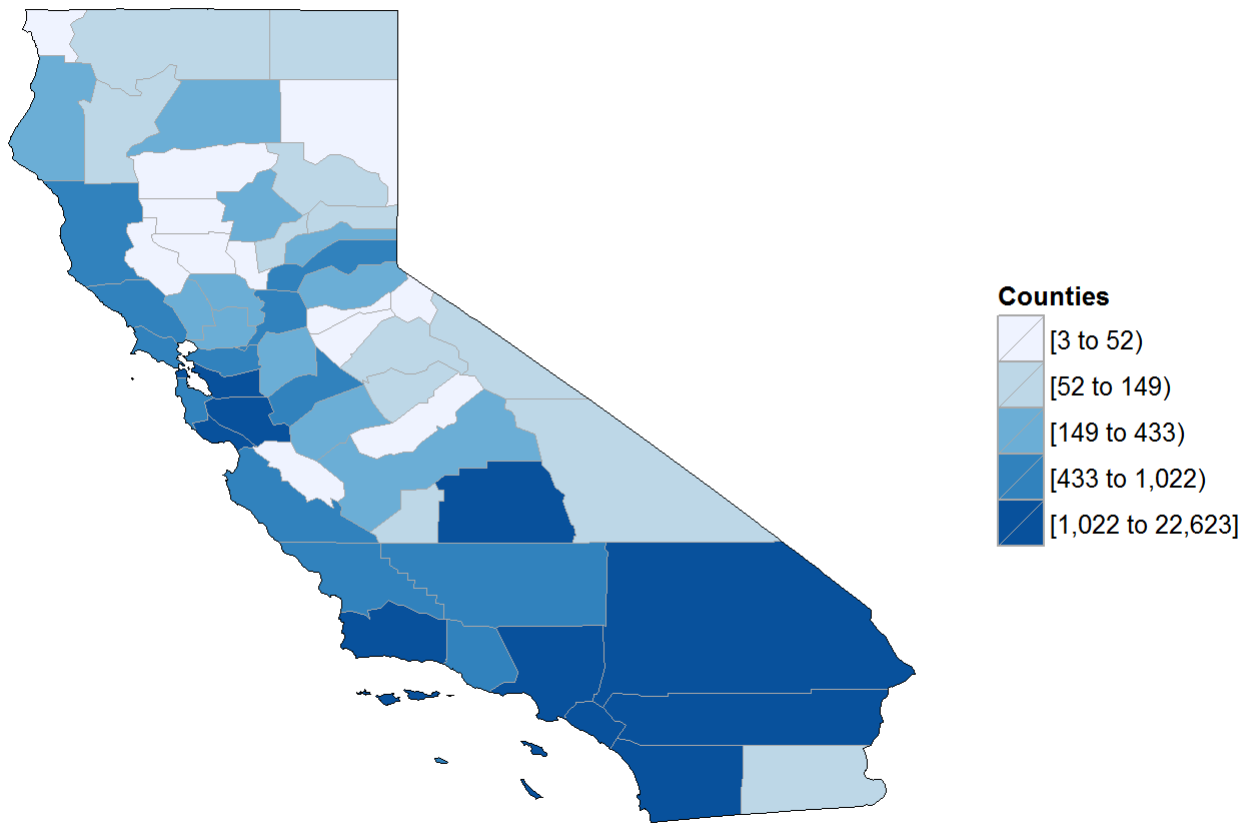 Counties
[3 to 52)
[52 to 149)
[149 to 433)
[433 to 1,022)
[1,022 to 22,623]